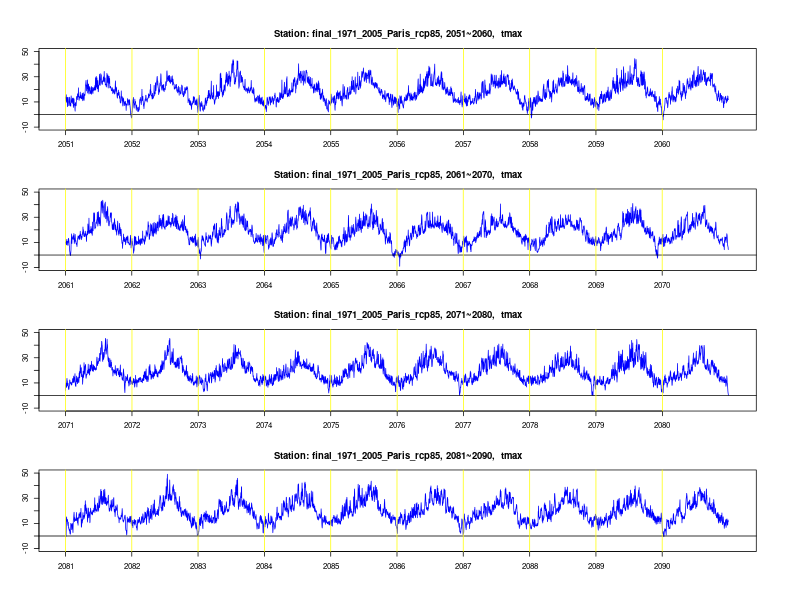 Station: final_1971_2005_Paris_rcp85, 2051~2060, tmax
50
30
10
-10
2051 2052 2053 2054 2055 2056 2057 2058 2059 2060
Station: final_1971_2005_Paris_rcp85, 2061~2070, tmax
50
30
10
-10
2061 2062 2063 2064 2065 2066 2067 2068 2069 2070
Station: final_1971_2005_Paris_rcp85, 2071~2080, tmax
50
30
10
-10
2071 2072 2073 2074 2075 2076 2077 2078 2079 2080
Station: final_1971_2005_Paris_rcp85, 2081~2090, tmax
50
30
10
-10
2081 2082 2083 2084 2085 2086 2087 2088 2089 2090